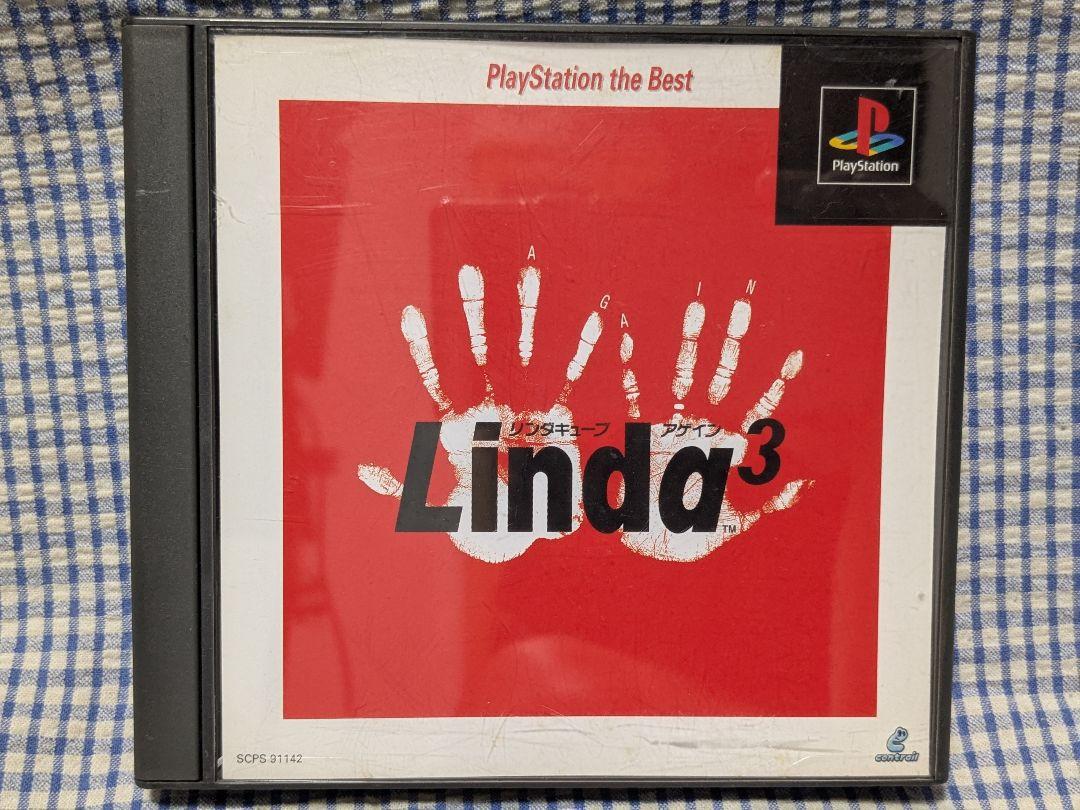 PlayStation the Best
PlayStation
A G A I N
リンダキューブ アゲイン
Linda³
TM
SCPS 91142
contrail